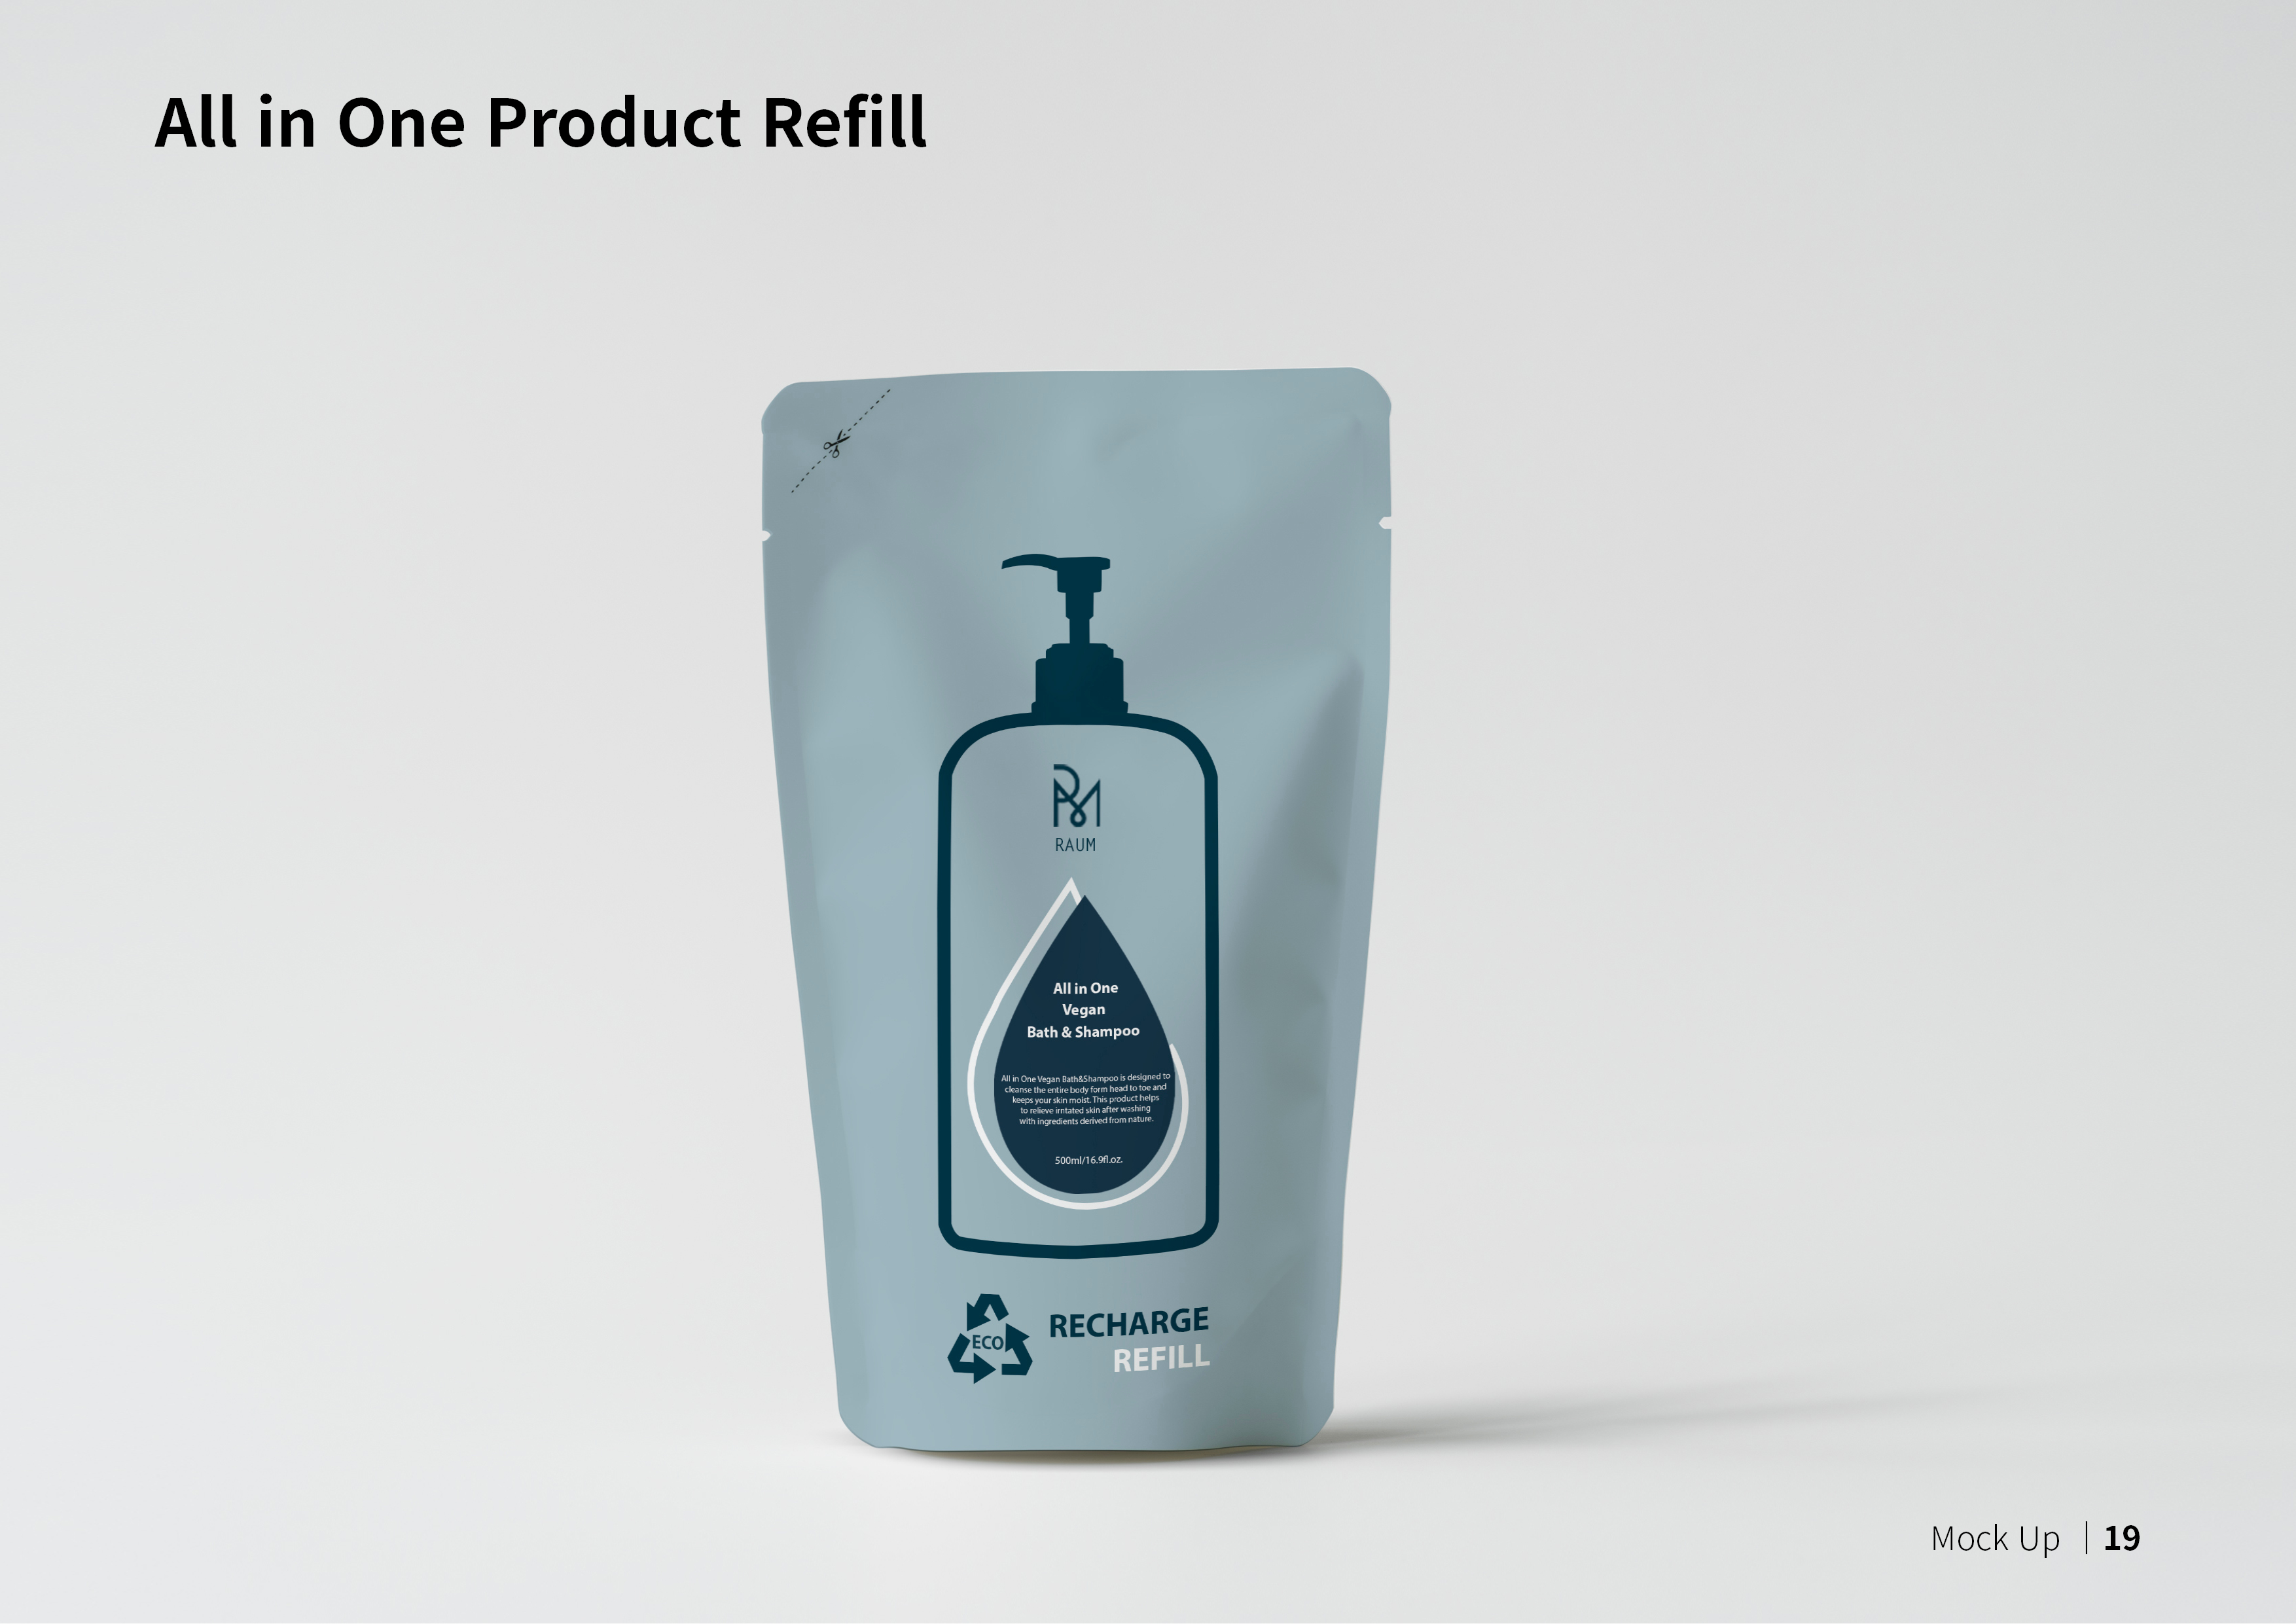 All in One Product Refill
RAUM
All in One
Vegan
Bath & Shampoo
All in One Vegan Bath&Shampoo is designed to
cleanse the entire body form head to toe and
keeps your skin moist. This product helps
to relieve irntated skin after washing
with ingredients derived from nature.
500ml/16.9fl.oz.
ECO
RECHARGE
REFILL
Mock Up | 19